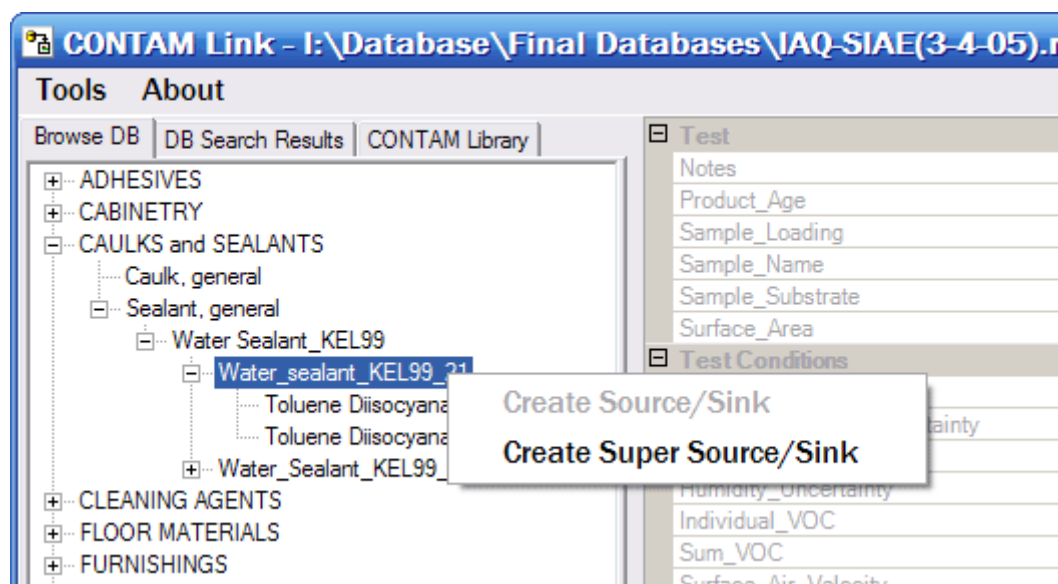 CONTAM Link - I:\Database\Final Databases\IAQ-SIAE(3-4-05).
Tools About
Browse DB DB Search Results CONTAM Library
ADHESIVES
CABINETRY
CAULKS and SEALANTS
Caulk, general
Sealant, general
Water Sealant_KEL99
Water_sealant_KEL99_21
Toluene Diisocyana
Toluene Diisocyana
Water_Sealant_KEL99_
CLEANING AGENTS
FLOOR MATERIALS
FURNISHINGS
Test
Notes
Product_Age
Sample_Loading
Sample_Name
Sample_Substrate
Surface_Area
Test Conditions
tainty
Humidity_Uncertainty
Individual_VOC
Sum_VOC
Surface_Air_Velocity
Create Source/Sink
Create Super Source/Sink